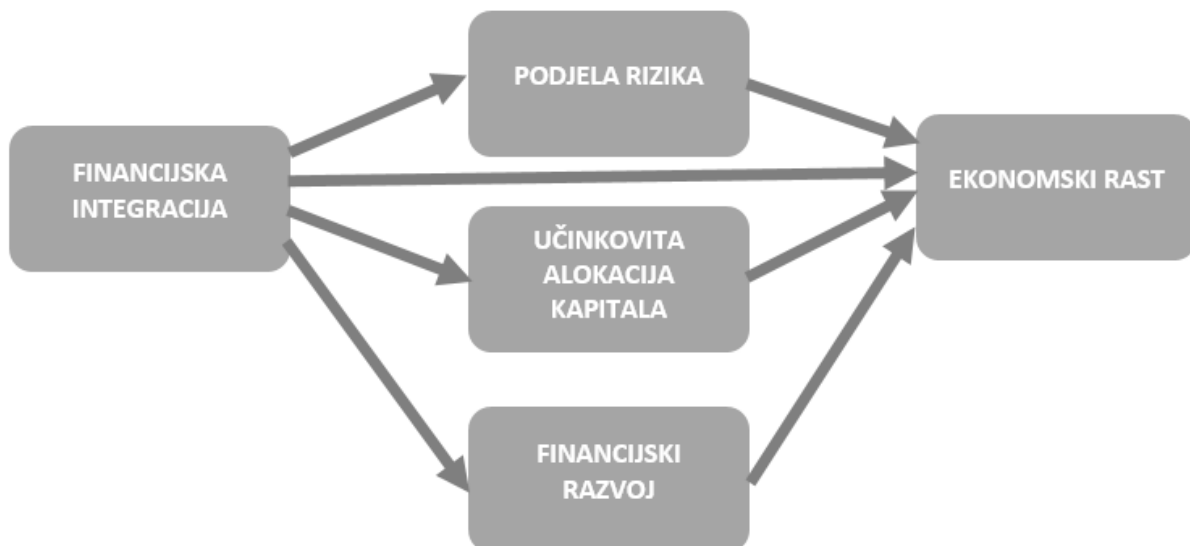 PODJELA RIZIKA
FINANCIJSKA
INTEGRACIJA
EKONOMSKI RAST
UČINKOVITA
ALOKACIJA
KAPITALA
FINANCIJSKI
RAZVOJ